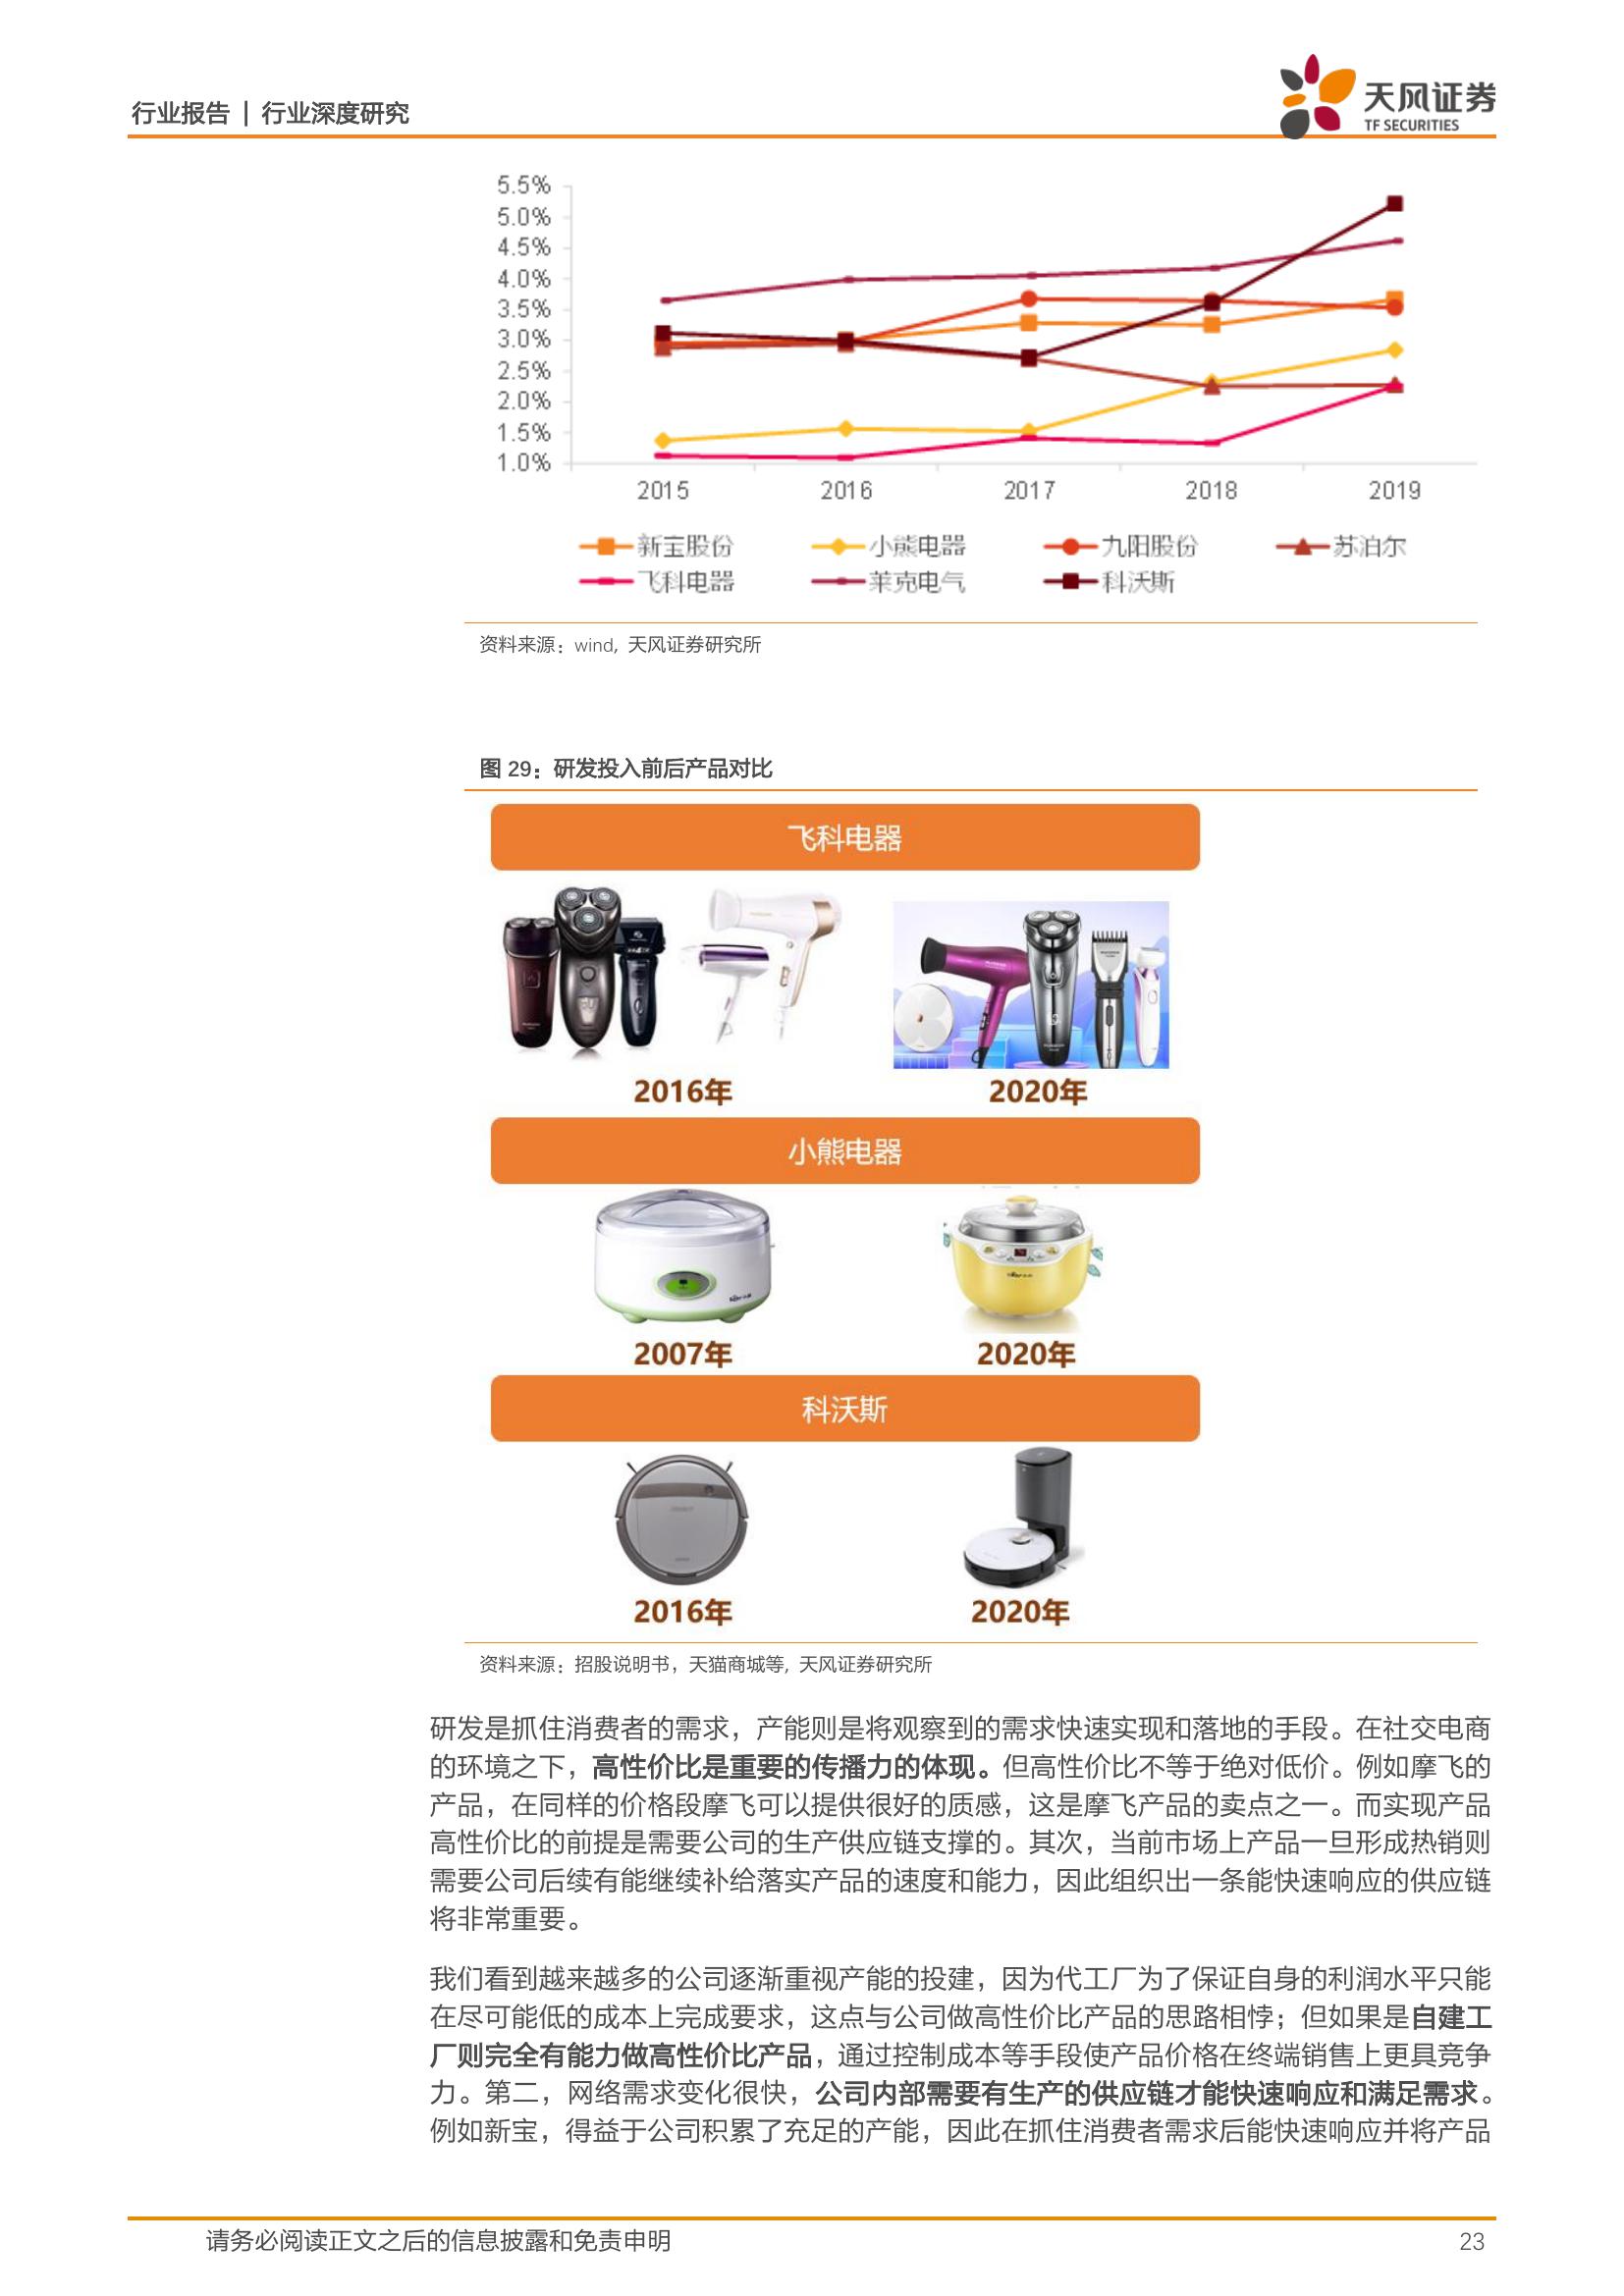 行业报告 | 行业深度研究
天风证券
TF SECURITIES
5.5%
5.0%
4.5%
4.0%
3.5%
3.0%
2.5%
2.0%
1.5%
1.0%
2015 2016 2017 2018 2019
新宝股份 小熊电器 九阳股份 苏泊尔
飞科电器 莱克电气 科沃斯
资料来源：wind, 天风证券研究所
图 29：研发投入前后产品对比
飞科电器
2016年 2020年
小熊电器
2007年 2020年
科沃斯
2016年 2020年
资料来源：招股说明书，天猫商城等, 天风证券研究所
研发是抓住消费者的需求，产能则是将观察到的需求快速实现和落地的手段。在社交电商
的环境之下，高性价比是重要的传播力的体现。但高性价比不等于绝对低价。例如摩飞的
产品，在同样的价格段摩飞可以提供很好的质感，这是摩飞产品的卖点之一。而实现产品
高性价比的前提是需要公司的生产供应链支撑的。其次，当前市场上产品一旦形成热销则
需要公司后续有能继续补给落实产品的速度和能力，因此组织出一条能快速响应的供应链
将非常重要。
我们看到越来越多的公司逐渐重视产能的投建，因为代工厂为了保证自身的利润水平只能
在尽可能低的成本上完成要求，这点与公司做高性价比产品的思路相悖；但如果是自建工
厂则完全有能力做高性价比产品，通过控制成本等手段使产品价格在终端销售上更具竞争
力。第二，网络需求变化很快，公司内部需要有生产的供应链才能快速响应和满足需求。
例如新宝，得益于公司积累了充足的产能，因此在抓住消费者需求后能快速响应并将产品
请务必阅读正文之后的信息披露和免责申明 23